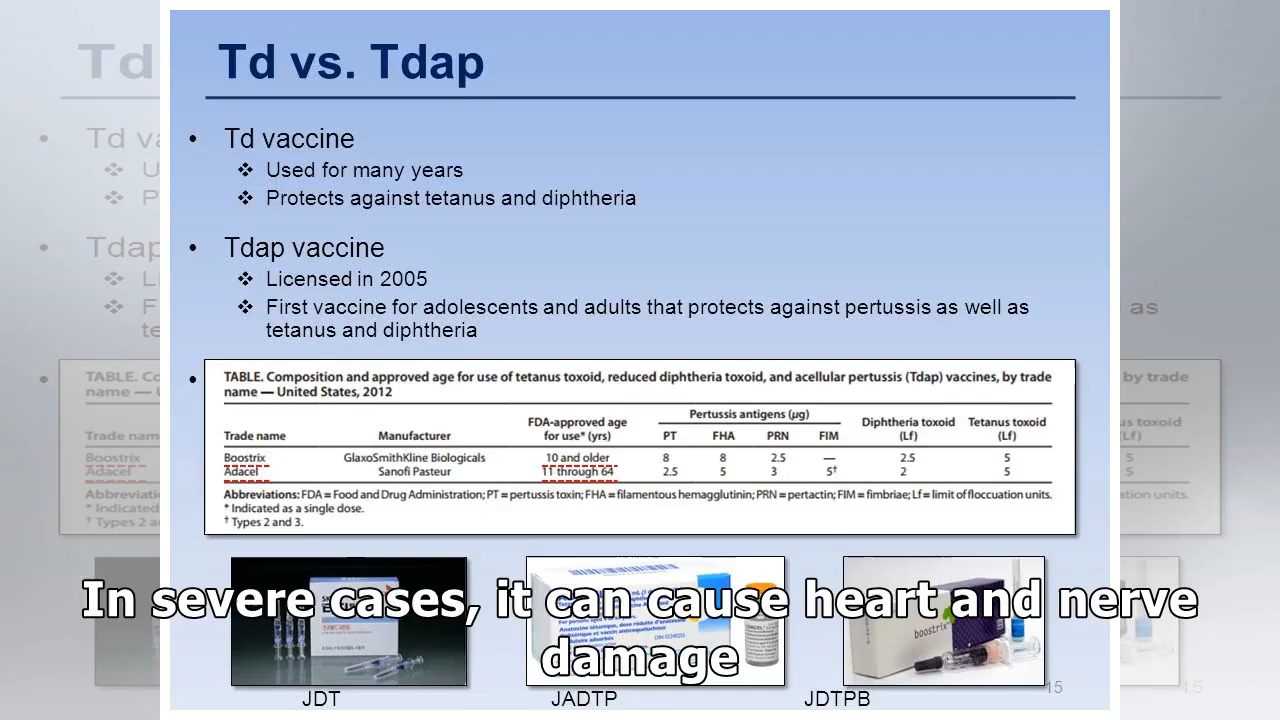 Td vs. Tdap
• Td vaccine
❖ Used for many years
❖ Protects against tetanus and diphtheria
• Tdap vaccine
❖ Licensed in 2005
❖ First vaccine for adolescents and adults that protects against pertussis as well as
tetanus and diphtheria
•
TABLE. Composition and approved age for use of tetanus toxoid, reduced diphtheria toxoid, and acellular pertussis (Tdap) vaccines, by trade
name — United States, 2012
Pertussis antigens (µg)
FDA-approved age Diphtheria toxoid Tetanus toxoid
Trade name Manufacturer for use* (yrs) PT FHA PRN FIM (Lf) (Lf)
Boostrix GlaxoSmithKline Biologicals 10 and older 8 8 2.5 — 2.5 5
Adacel Sanofi Pasteur 11 through 64 2.5 5 3 5† 2 5
Abbreviations: FDA = Food and Drug Administration; PT = pertussis toxin; FHA = filamentous hemagglutinin; PRN = pertactin; FIM = fimbriae; Lf = limit of floccuation units.
* Indicated as a single dose.
† Types 2 and 3.
boostrix
In severe cases, it can cause heart and nerve
damage
JDT JADTP JDTPB
15